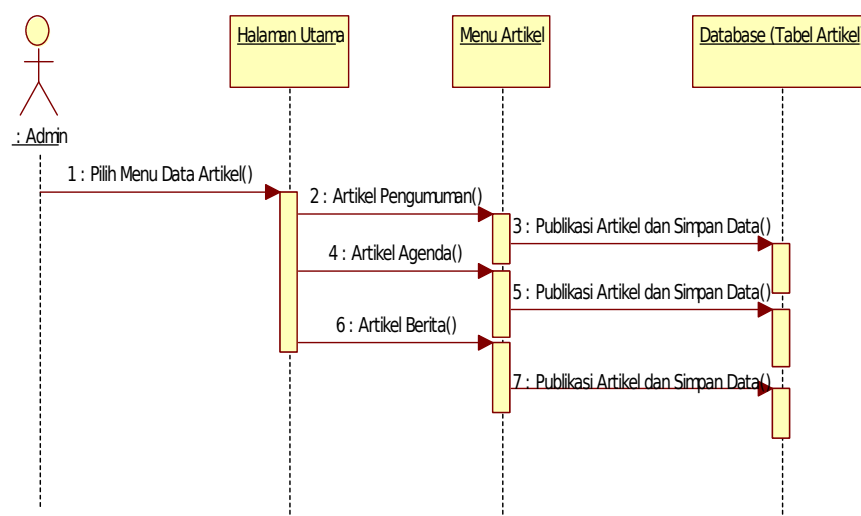 Halaman Utama
Menu Artikel
Database (Tabel Artikel
: Admin
1 : Pilih Menu Data Artikel()
2 : Artikel Pengumuman()
3 : Publikasi Artikel dan Simpan Data()
4 : Artikel Agenda()
5 : Publikasi Artikel dan Simpan Data()
6 : Artikel Berita()
7 : Publikasi Artikel dan Simpan Data()